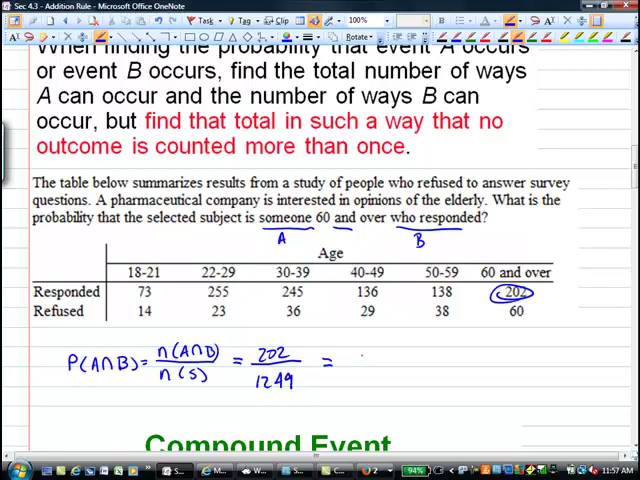 Sec 4.3 - Addition Rule - Microsoft Office OneNote
Task 100%
Rotate
When finding the probability that event A occurs
or event B occurs, find the total number of ways
A can occur and the number of ways B can
occur, but find that total in such a way that no
outcome is counted more than once.
The table below summarizes results from a study of people who refused to answer survey
questions. A pharmaceutical company is interested in opinions of the elderly. What is the
probability that the selected subject is someone 60 and over who responded?
A B
Age
18-21 22-29 30-39 40-49 50-59 60 and over
Responded 73 255 245 136 138 202
Refused 14 23 36 29 38 60
P(A∩B) = n(A∩B) / n(S) = 202 / 1249 =
Compound Event
94% 11:57 AM